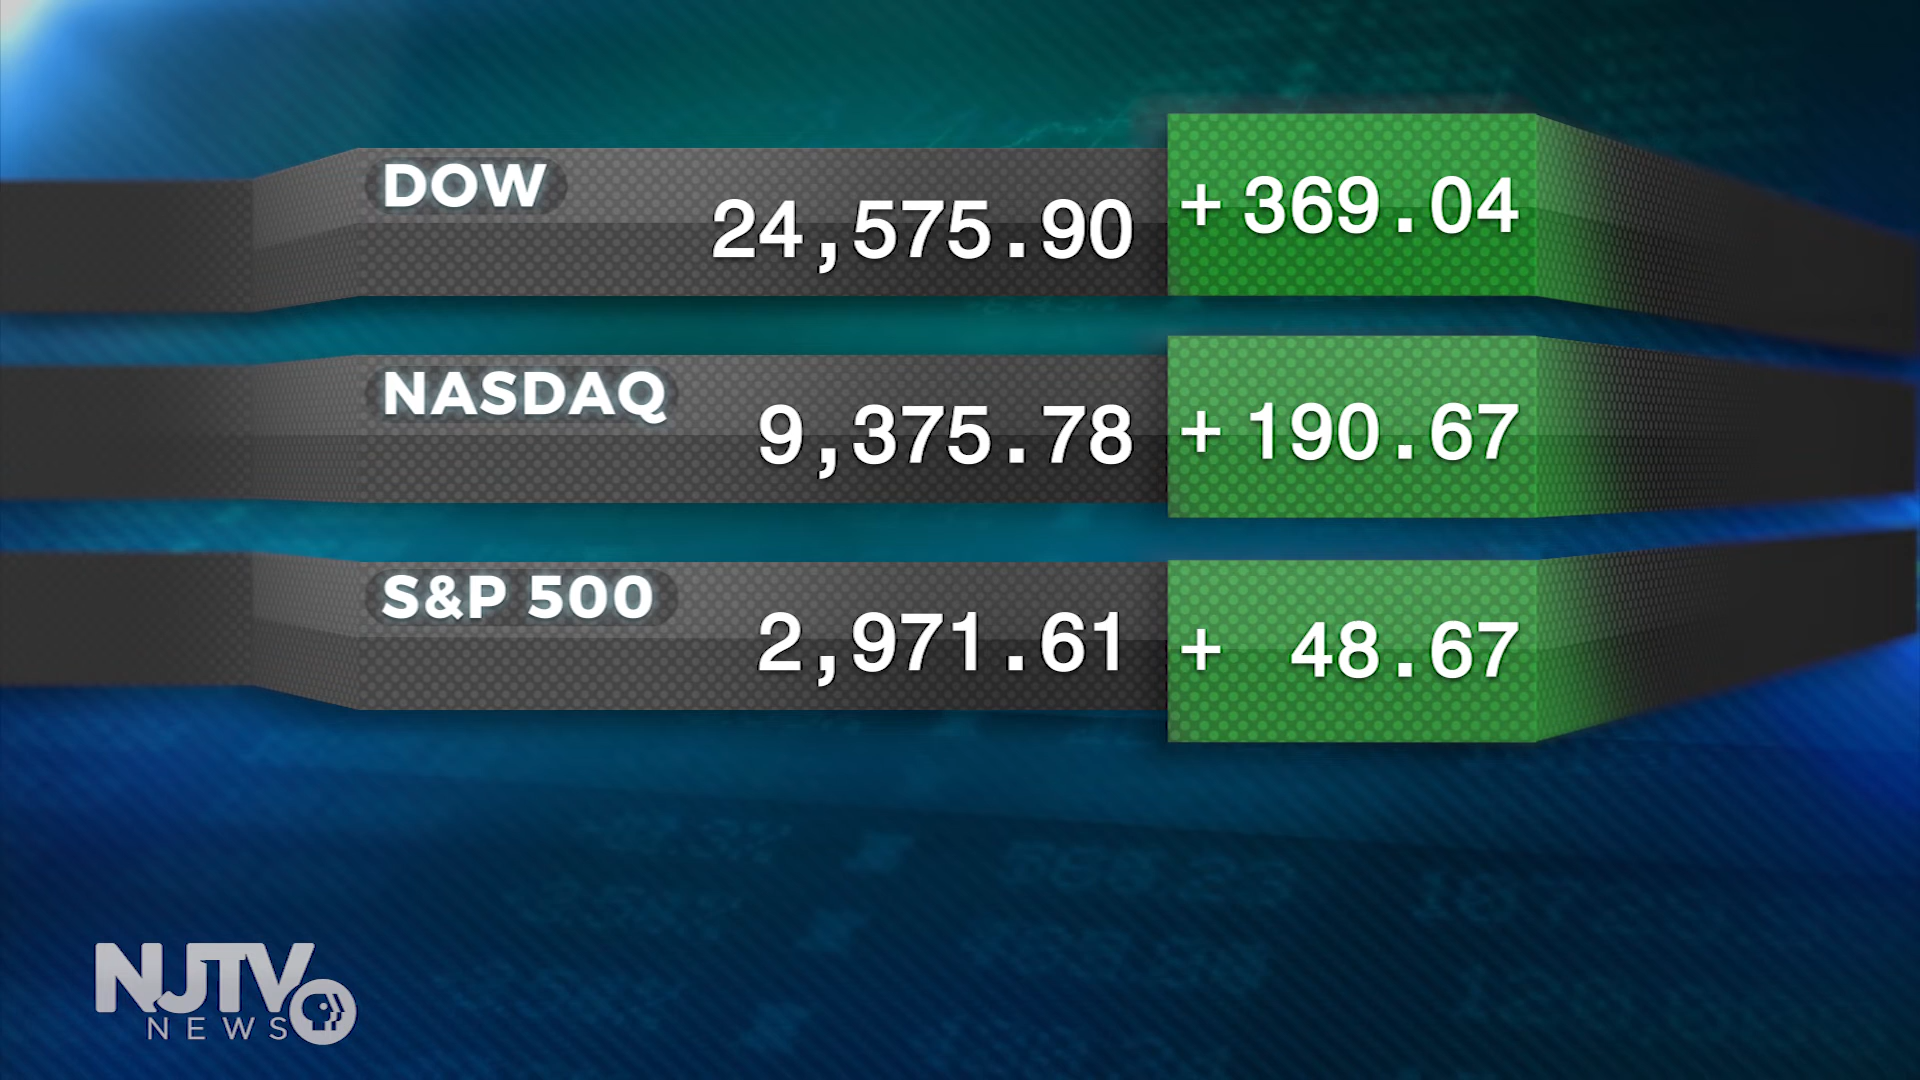 DOW
24,575.90 +369.04
NASDAQ
9,375.78 +190.67
S&P 500
2,971.61 + 48.67
NJTV
NEWS